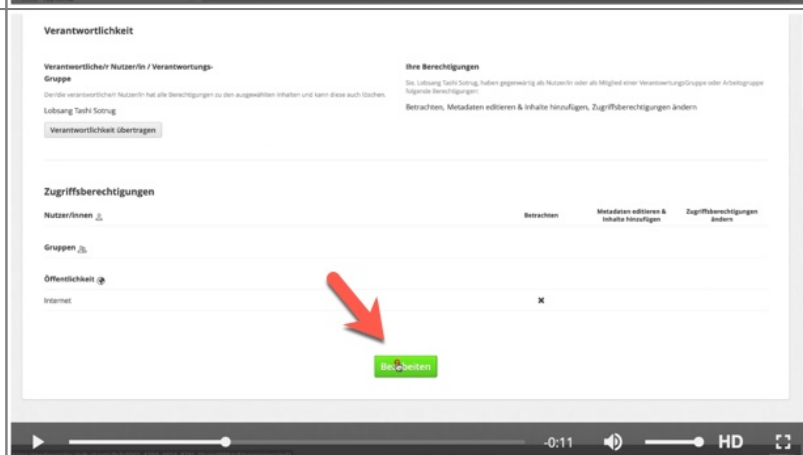 Verantwortlichkeit
Verantwortliche/r Nutzer/in / Verantwortungs-
Gruppe
Der/die verantwortliche/r Nutzer/in hat alle Berechtigungen zu den ausgewählten Inhalten und kann diese auch löschen.
Lobsang Tashi Sotrug
Verantwortlichkeit übertragen
Ihre Berechtigungen
Sie, Lobsang Tashi Sotrug, haben gegenwärtig als Nutzer/in oder als Mitglied einer VerantwortungsGruppe oder Arbeitsgruppe
folgende Berechtigungen:
Betrachten, Metadaten editieren & Inhalte hinzufügen, Zugriffsberechtigungen ändern
Zugriffsberechtigungen
Nutzer/innen
Betrachten
Metadaten editieren &
Inhalte hinzufügen
Zugriffsberechtigungen
ändern
Gruppen
Öffentlichkeit
Internet
Bearbeiten
-0:11
HD